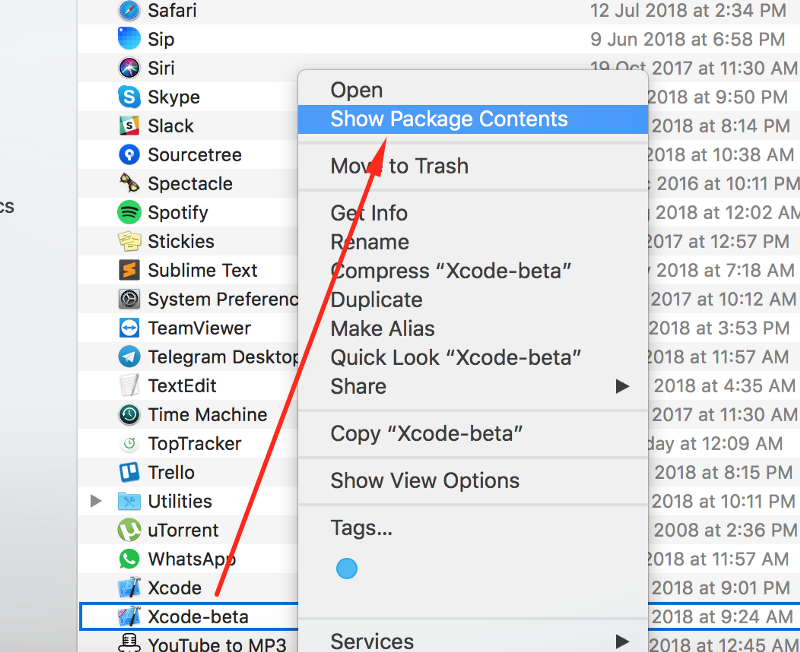 Safari 12 Jul 2018 at 2:34 PM
Sip 9 Jun 2018 at 6:58 PM
Siri 19 Oct 2017 at 11:30 AM
Skype 2018 at 9:50 PM
Slack 2018 at 8:14 PM
Sourcetree 2018 at 10:38 AM
Spectacle 2016 at 10:11 PM
Spotify 2018 at 12:02 AM
Stickies 2017 at 12:57 PM
Sublime Text 2018 at 7:18 AM
System Preferenc 2017 at 10:12 AM
TeamViewer 2018 at 3:53 PM
Telegram Desktop 2018 at 11:57 AM
TextEdit 2018 at 4:35 AM
Time Machine 2017 at 11:30 AM
TopTracker day at 12:09 AM
Trello 2018 at 8:15 PM
Utilities 2018 at 10:11 PM
uTorrent 2008 at 2:36 PM
WhatsApp 2018 at 11:57 AM
Xcode 2018 at 9:01 PM
Xcode-beta 2018 at 9:24 AM
YouTube to MP3 2018 at 12:45 AM
cs
Open
Show Package Contents
Move to Trash
Get Info
Rename
Compress “Xcode-beta”
Duplicate
Make Alias
Quick Look “Xcode-beta”
Share
Copy “Xcode-beta”
Show View Options
Tags...
Services